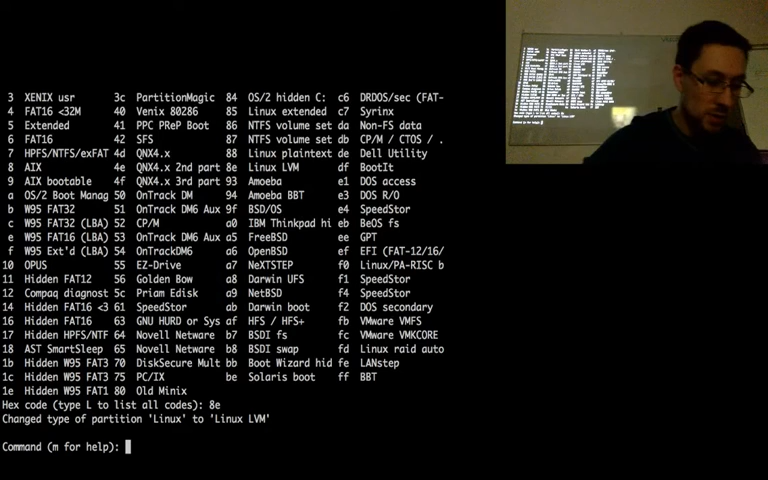 3 XENIX usr 3c PartitionMagic 84 OS/2 hidden C: c6 DRDOS/sec (FAT-
4 FAT16 <32M 40 Venix 80286 85 Linux extended c7 Syrinx
5 Extended 41 PPC PReP Boot 86 NTFS volume set da Non-FS data
6 FAT16 42 SFS 87 NTFS volume set db CP/M / CTOS / .
7 HPFS/NTFS/exFAT 4d QNX4.x 88 Linux plaintext de Dell Utility
8 AIX 4e QNX4.x 2nd part 8e Linux LVM df BootIt
9 AIX bootable 4f QNX4.x 3rd part 93 Amoeba e1 DOS access
a OS/2 Boot Manag 50 OnTrack DM 94 Amoeba BBT e3 DOS R/O
b W95 FAT32 51 OnTrack DM6 Aux 9f BSD/OS e4 SpeedStor
c W95 FAT32 (LBA) 52 CP/M a0 IBM Thinkpad hi eb BeOS fs
e W95 FAT16 (LBA) 53 OnTrack DM6 Aux a5 FreeBSD ee GPT
f W95 Ext'd (LBA) 54 OnTrackDM6 a6 OpenBSD ef EFI (FAT-12/16/
10 OPUS 55 EZ-Drive a7 NeXTSTEP f0 Linux/PA-RISC b
11 Hidden FAT12 56 Golden Bow a8 Darwin UFS f1 SpeedStor
12 Compaq diagnost 5c Priam Edisk a9 NetBSD f4 SpeedStor
14 Hidden FAT16 <3 61 SpeedStor ab Darwin boot f2 DOS secondary
16 Hidden FAT16 63 GNU HURD or Sys af HFS / HFS+ fb VMware VMFS
17 Hidden HPFS/NTF 64 Novell Netware b7 BSDI fs fc VMware VMKCORE
18 AST SmartSleep 65 Novell Netware b8 BSDI swap fd Linux raid auto
1b Hidden W95 FAT3 70 DiskSecure Mult bb Boot Wizard hid fe LANstep
1c Hidden W95 FAT3 75 PC/IX be Solaris boot ff BBT
1e Hidden W95 FAT1 80 Old Minix
Hex code (type L to list all codes): 8e
Changed type of partition 'Linux' to 'Linux LVM'
Command (m for help):